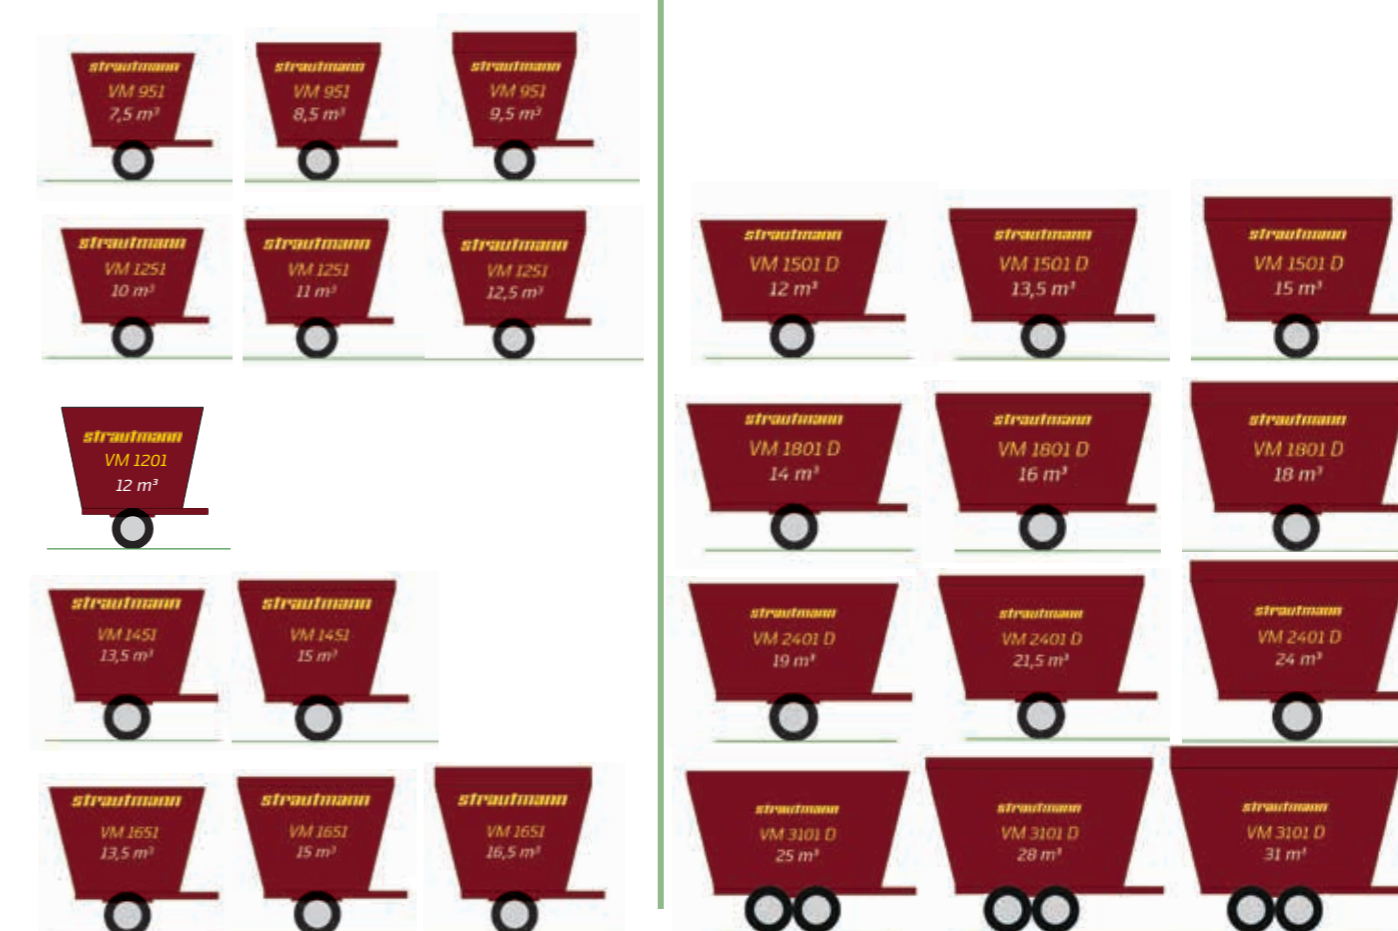 strautmann
VM 951
7,5 m³
strautmann
VM 951
8,5 m³
strautmann
VM 951
9,5 m³
strautmann
VM 1251
10 m³
strautmann
VM 1251
11 m³
strautmann
VM 1251
12,5 m³
strautmann
VM 1201
12 m³
strautmann
VM 1451
13,5 m³
strautmann
VM 1451
15 m³
strautmann
VM 1651
13,5 m³
strautmann
VM 1651
15 m³
strautmann
VM 1651
16,5 m³
strautmann
VM 1501 D
12 m³
strautmann
VM 1501 D
13,5 m³
strautmann
VM 1501 D
15 m³
strautmann
VM 1801 D
14 m³
strautmann
VM 1801 D
16 m³
strautmann
VM 1801 D
18 m³
strautmann
VM 2401 D
19 m³
strautmann
VM 2401 D
21,5 m³
strautmann
VM 2401 D
24 m³
strautmann
VM 3101 D
25 m³
strautmann
VM 3101 D
28 m³
strautmann
VM 3101 D
31 m³